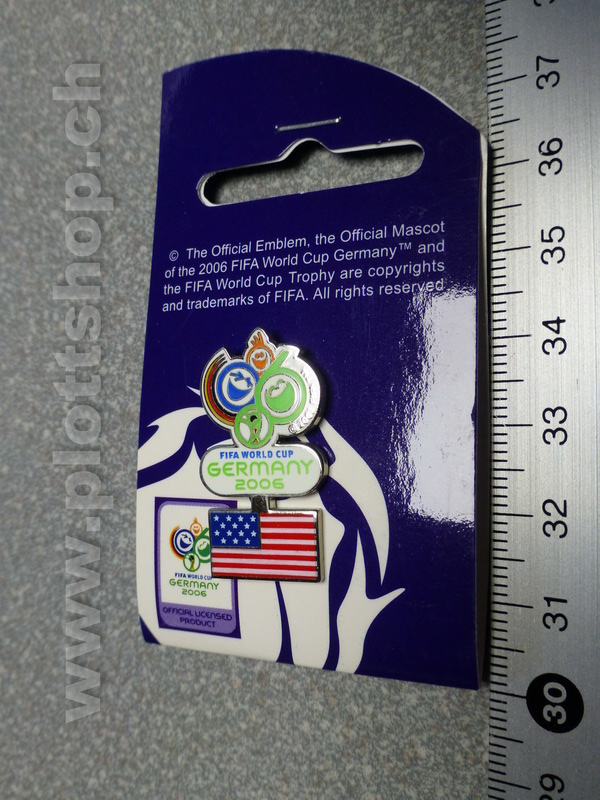 © The Official Emblem, the Official Mascot
of the 2006 FIFA World Cup Germany™ and
the FIFA World Cup Trophy are copyrights
and trademarks of FIFA. All rights reserved
FIFA WORLD CUP
GERMANY
2006
FIFA WORLD CUP
GERMANY
2006
OFFICIAL LICENSED
PRODUCT
37
36
35
34
33
32
31
30
29
www.plottshop.ch